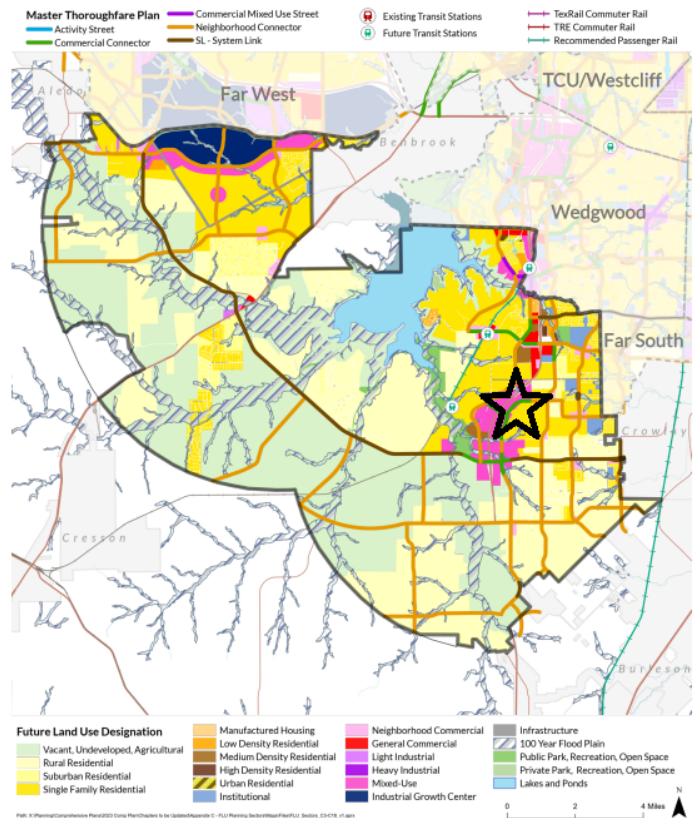 Master Thoroughfare Plan
Activity Street
Commercial Connector
Commercial Mixed Use Street
Neighborhood Connector
SL - System Link
Existing Transit Stations
Future Transit Stations
TexRail Commuter Rail
TRE Commuter Rail
Recommended Passenger Rail
Aledo
Far West
TCU/Westcliff
Benbrook
Wedgwood
Far South
Crowley
Cresson
Burleson
Future Land Use Designation
Vacant, Undeveloped, Agricultural
Rural Residential
Suburban Residential
Single Family Residential
Manufactured Housing
Low Density Residential
Medium Density Residential
High Density Residential
Urban Residential
Institutional
Neighborhood Commercial
General Commercial
Light Industrial
Heavy Industrial
Mixed-Use
Industrial Growth Center
Infrastructure
100 Year Flood Plain
Public Park, Recreation, Open Space
Private Park, Recreation, Open Space
Lakes and Ponds
0 2 4 Miles
N